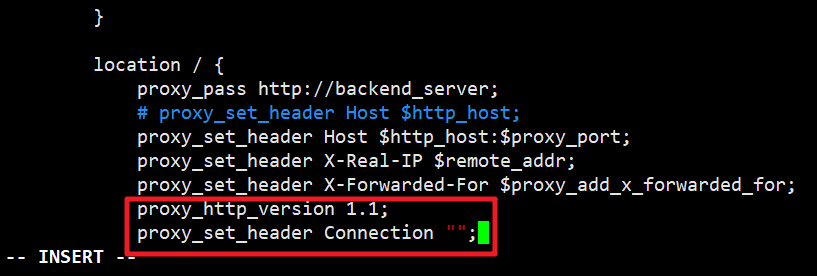 }
location / {
proxy_pass http://backend_server;
# proxy_set_header Host $http_host;
proxy_set_header Host $http_host:$proxy_port;
proxy_set_header X-Real-IP $remote_addr;
proxy_set_header X-Forwarded-For $proxy_add_x_forwarded_for;
proxy_http_version 1.1;
proxy_set_header Connection "";
-- INSERT --